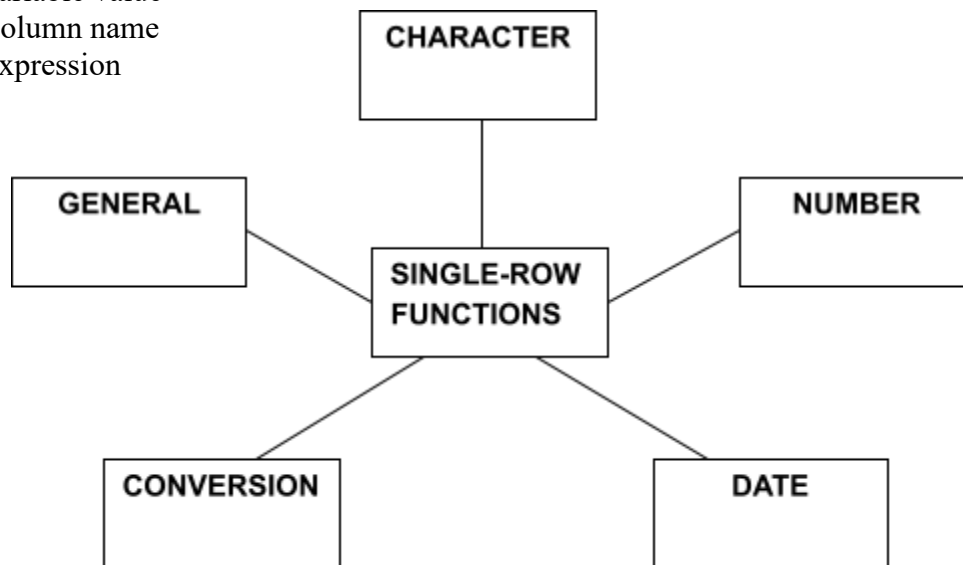 olumn name
xpression
CHARACTER
GENERAL
NUMBER
SINGLE-ROW
FUNCTIONS
CONVERSION
DATE